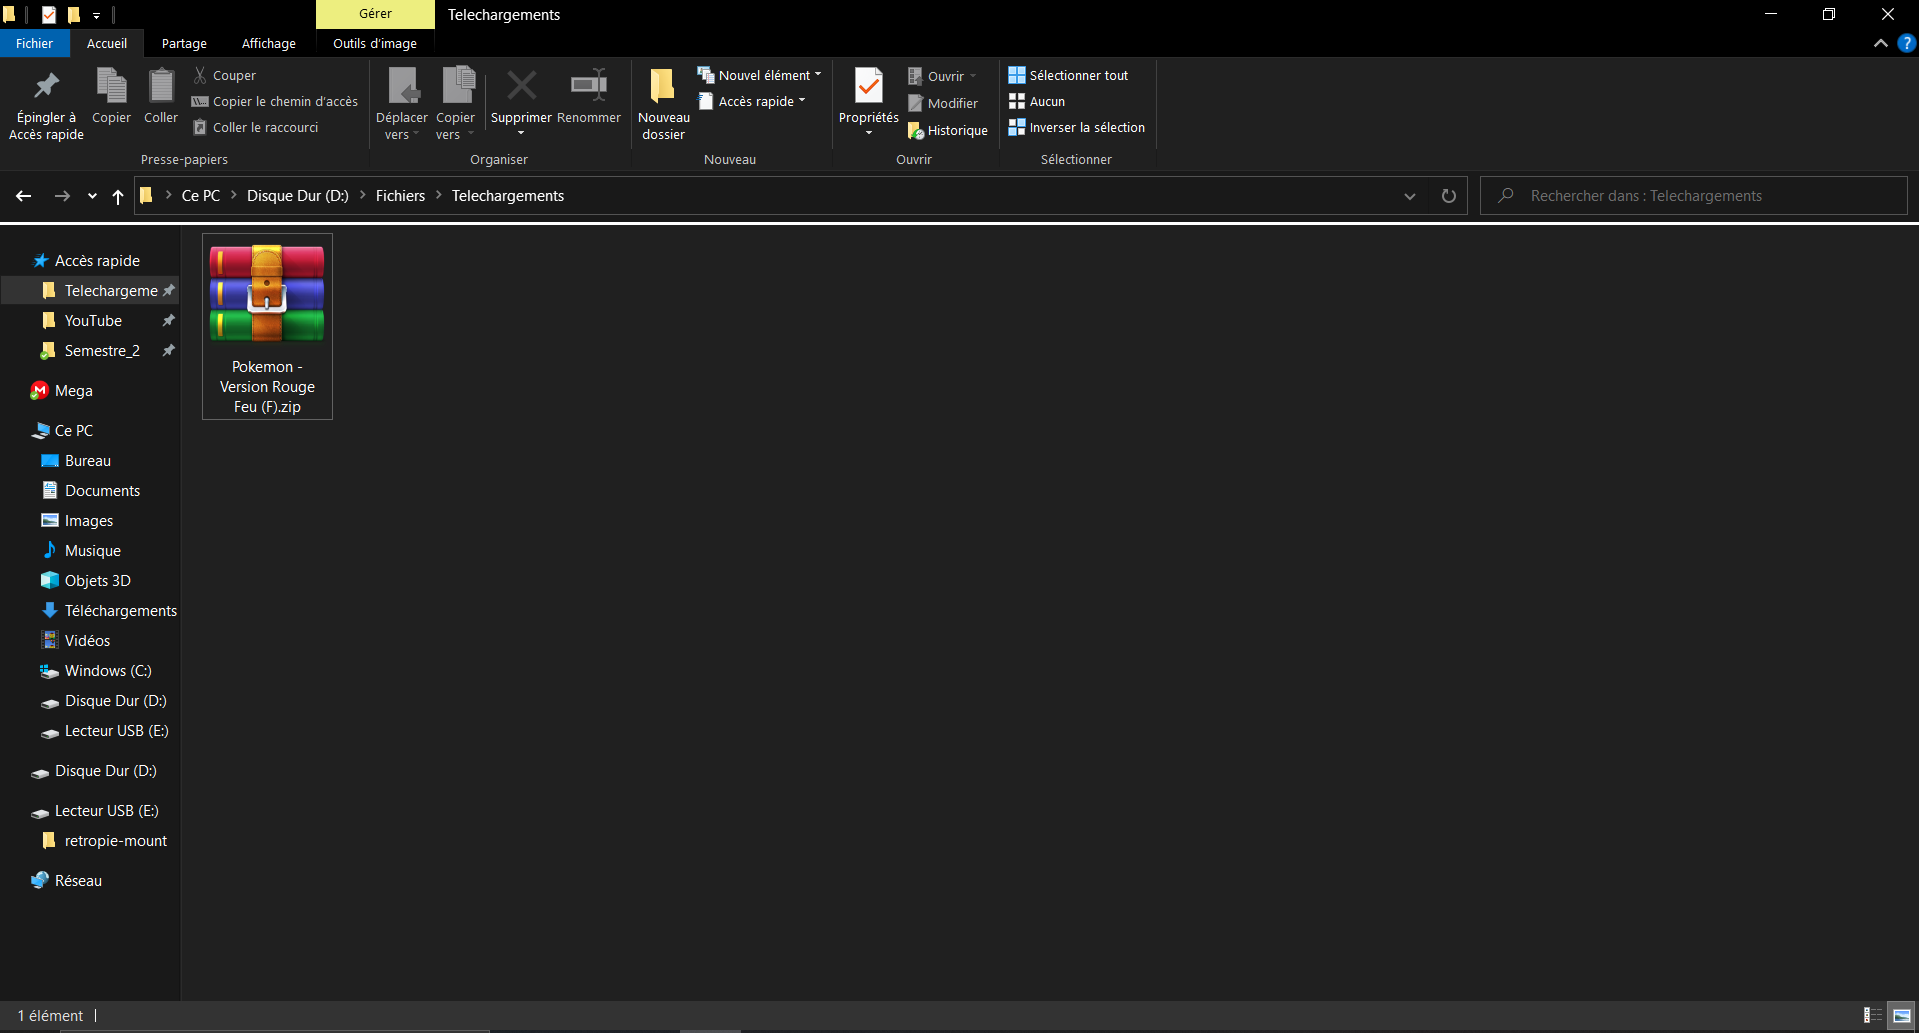 Gérer
Telechargements
Fichier
Accueil
Partage
Affichage
Outils d'image
?
Épingler à
Accès rapide
Copier
Coller
Couper
Copier le chemin d'accès
Coller le raccourci
Presse-papiers
Déplacer
vers
Copier
vers
Supprimer
Renommer
Organiser
Nouveau
dossier
Nouvel élément
Accès rapide
Nouveau
Propriétés
Ouvrir
Modifier
Historique
Ouvrir
Sélectionner tout
Aucun
Inverser la sélection
Sélectionner
Ce PC
Disque Dur (D:)
Fichiers
Telechargements
Rechercher dans : Telechargements
Accès rapide
Telechargeme
YouTube
Semestre_2
M
Mega
Ce PC
Bureau
Documents
Images
Musique
Objets 3D
Téléchargements
Vidéos
Windows (C:)
Disque Dur (D:)
Lecteur USB (E:)
Disque Dur (D:)
Lecteur USB (E:)
retropie-mount
Réseau
Pokemon -
Version Rouge
Feu (F).zip
1 élément